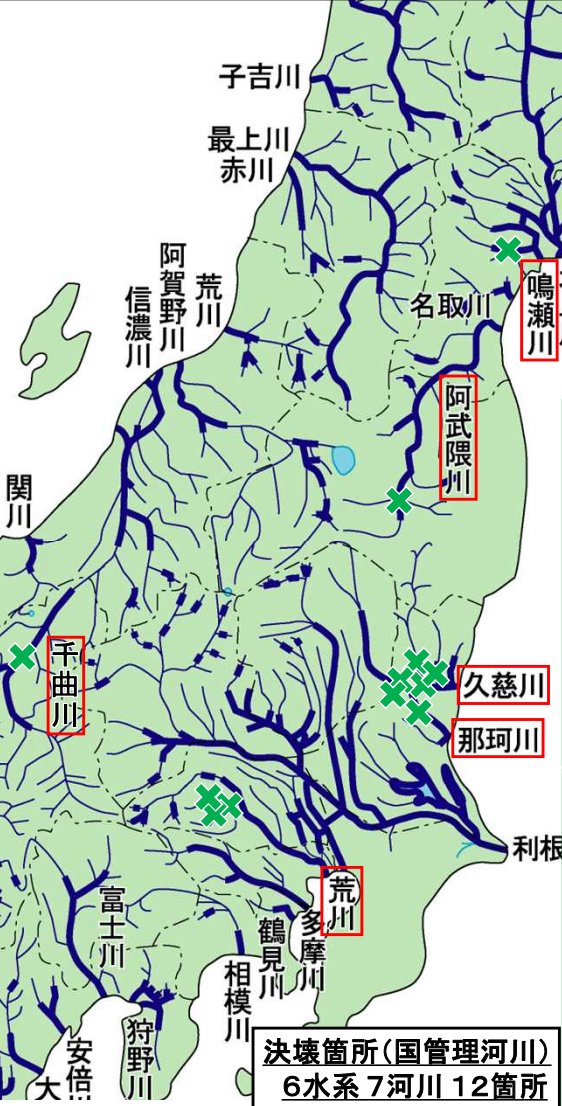 子吉川
最上川
赤川
阿賀野川
荒川
信濃川
名取川
鳴瀬川
阿武隈川
関川
千曲川
久慈川
那珂川
利根
荒川
多摩川
鶴見川
相模川
富士川
狩野川
安倍川
大
決壊箇所(国管理河川)
6水系 7河川 12箇所